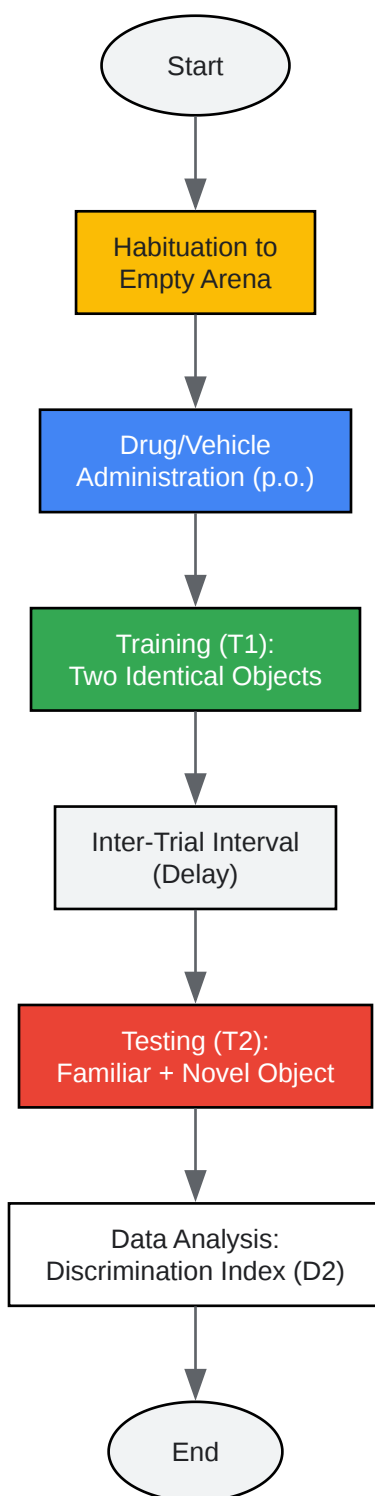 Start
Habituation to
Empty Arena
Drug/Vehicle
Administration (p.o.)
Training (T1):
Two Identical Objects
Inter-Trial Interval
(Delay)
Testing (T2):
Familiar + Novel Object
Data Analysis:
Discrimination Index (D2)
End